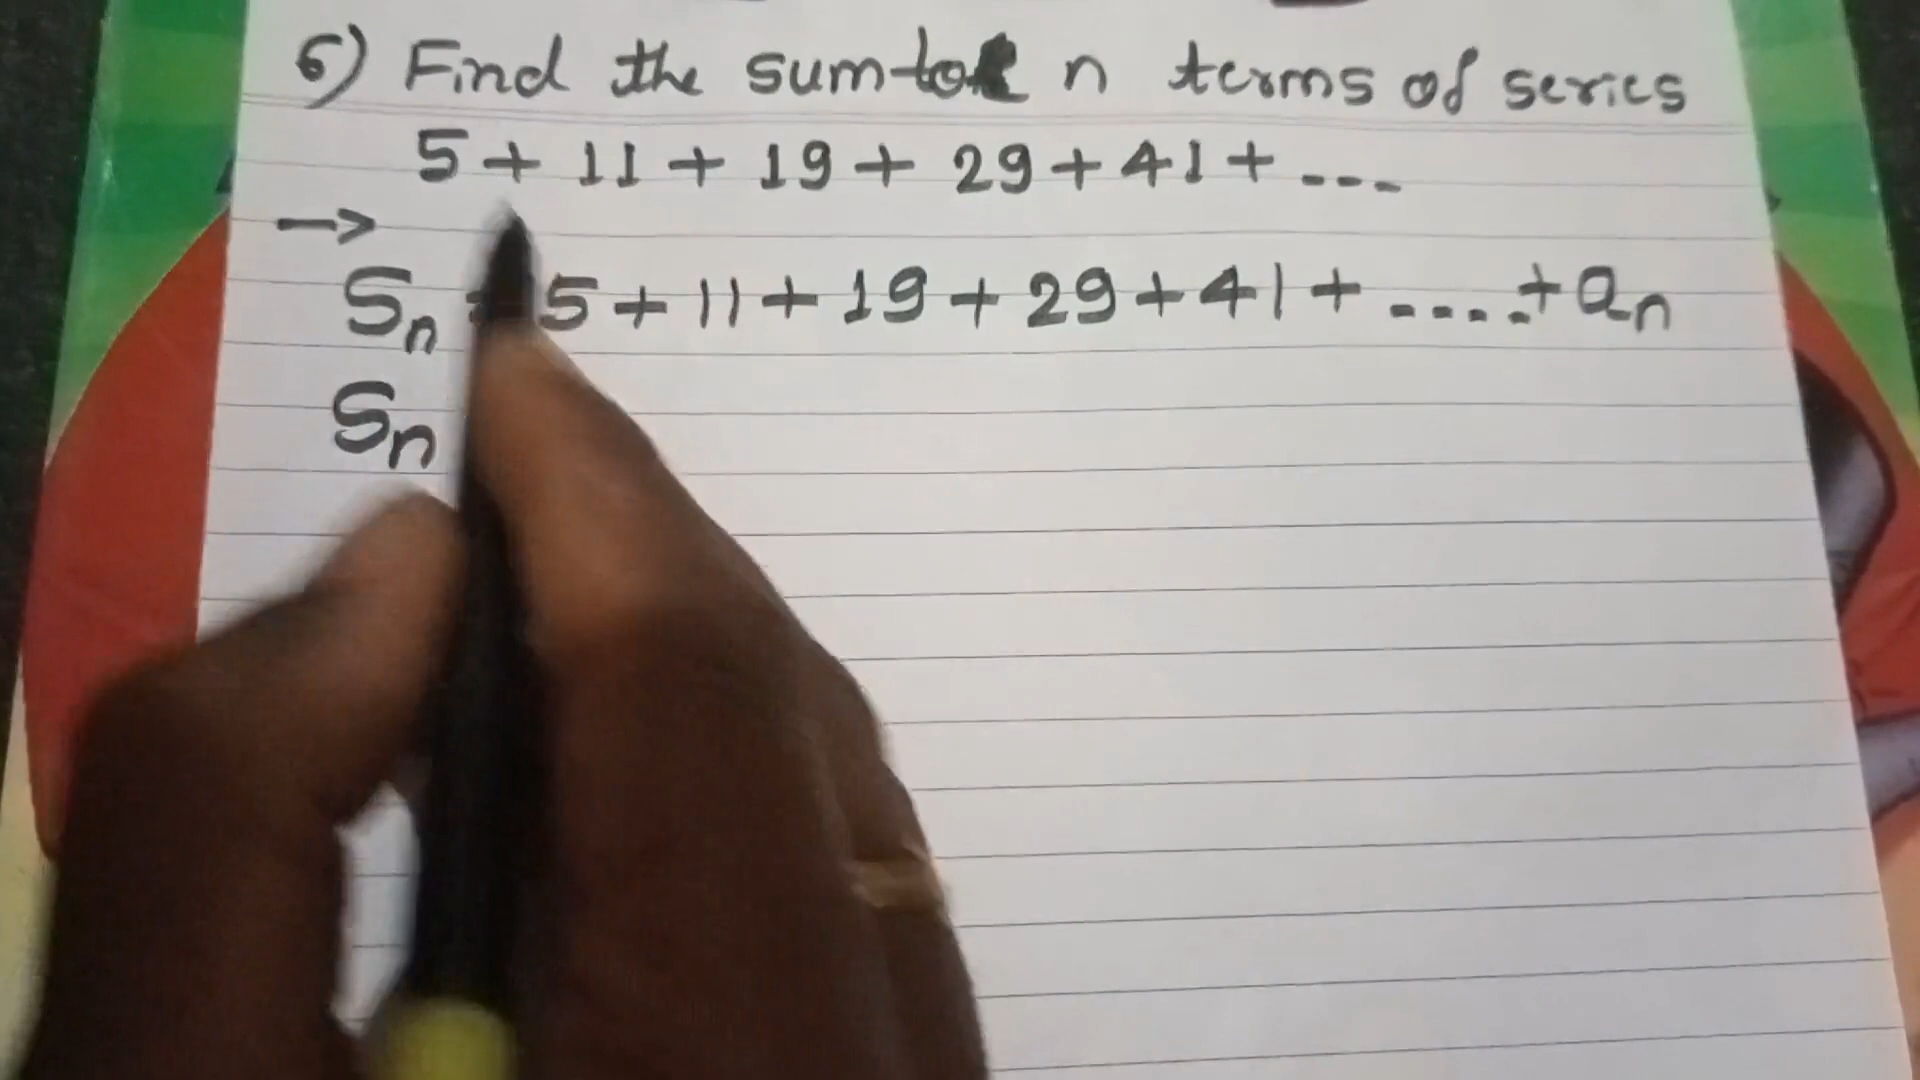 6) Find the sum to n terms of series
5 + 11 + 19 + 29 + 41 + ---
→
Sn 5 + 11 + 19 + 29 + 41 + ....+ an
Sn